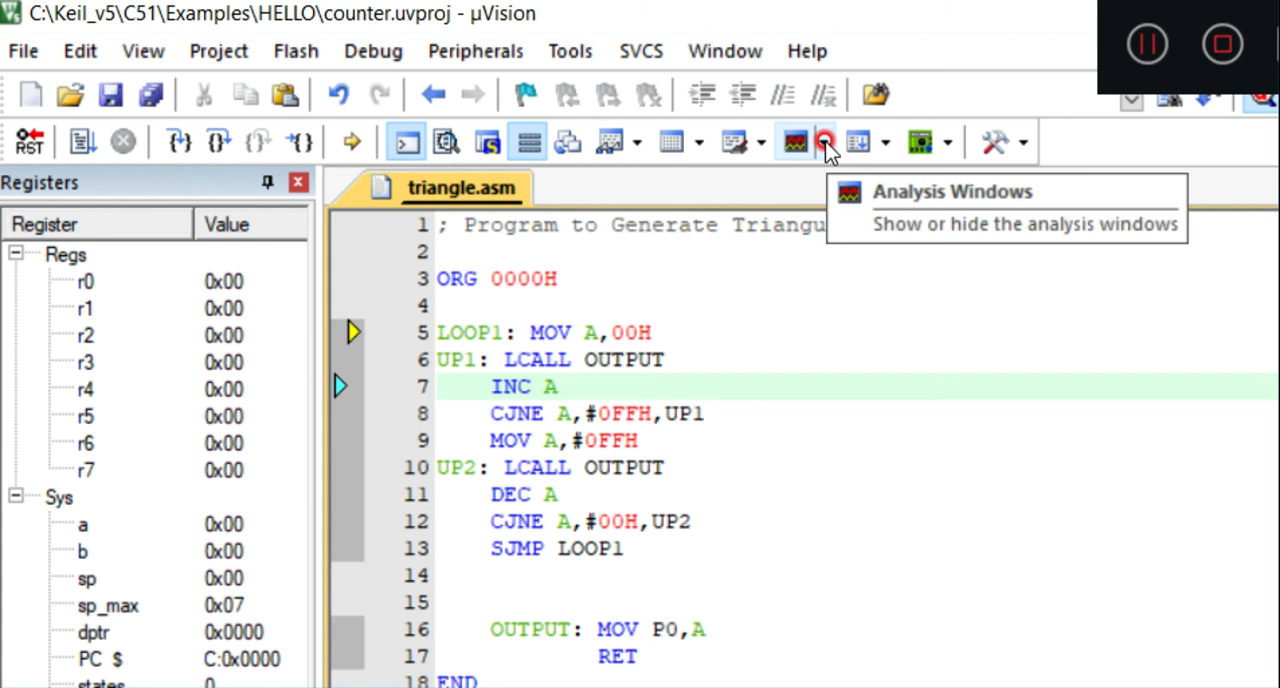 C:\Keil_v5\C51\Examples\HELLO\counter.uvproj - µVision
File Edit View Project Flash Debug Peripherals Tools SVCS Window Help
RST
Registers
triangle.asm
Analysis Windows
Show or hide the analysis windows
Register Value
Regs
r0 0x00
r1 0x00
r2 0x00
r3 0x00
r4 0x00
r5 0x00
r6 0x00
r7 0x00
Sys
a 0x00
b 0x00
sp 0x00
sp_max 0x07
dptr 0x0000
PC $ C:0x0000
states 0
1 ; Program to Generate Triangu
2
3 ORG 0000H
4
5 LOOP1: MOV A,00H
6 UP1: LCALL OUTPUT
7 INC A
8 CJNE A,#0FFH,UP1
9 MOV A,#0FFH
10 UP2: LCALL OUTPUT
11 DEC A
12 CJNE A,#00H,UP2
13 SJMP LOOP1
14
15
16 OUTPUT: MOV P0,A
17 RET
18 END